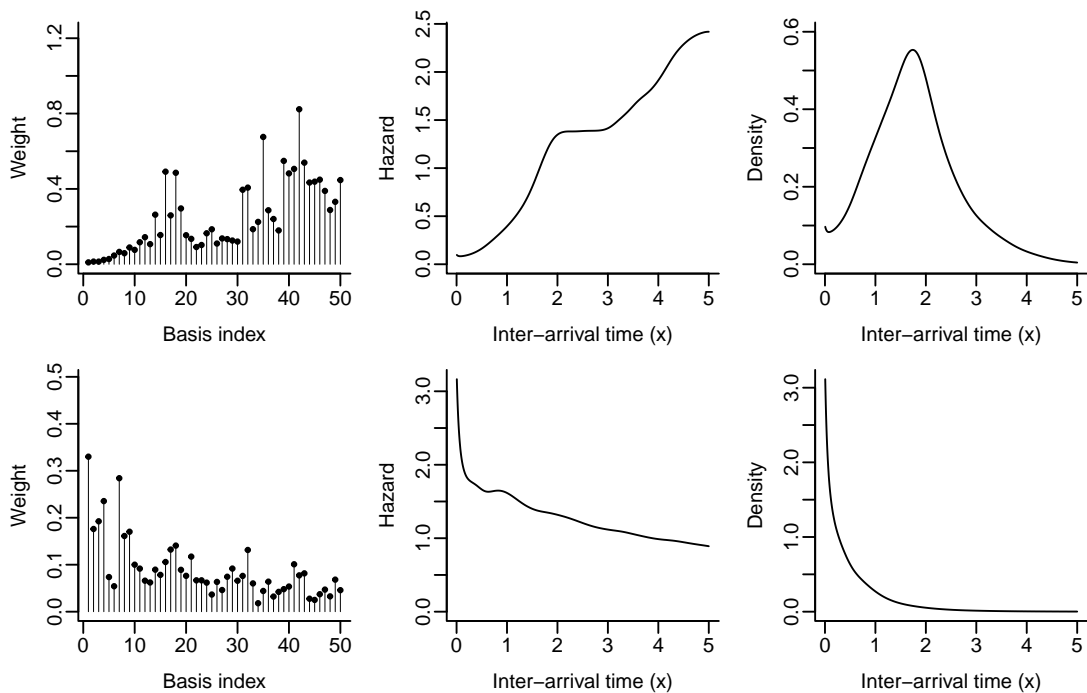 Weight
0.0 0.4 0.8 1.2
0 10 20 30 40 50
Basis index
Hazard
0.0 0.5 1.0 1.5 2.0 2.5
0 1 2 3 4 5
Inter−arrival time (x)
Density
0.0 0.2 0.4 0.6
0 1 2 3 4 5
Inter−arrival time (x)
Weight
0.0 0.1 0.2 0.3 0.4 0.5
0 10 20 30 40 50
Basis index
Hazard
0.0 1.0 2.0 3.0
0 1 2 3 4 5
Inter−arrival time (x)
Density
0.0 1.0 2.0 3.0
0 1 2 3 4 5
Inter−arrival time (x)